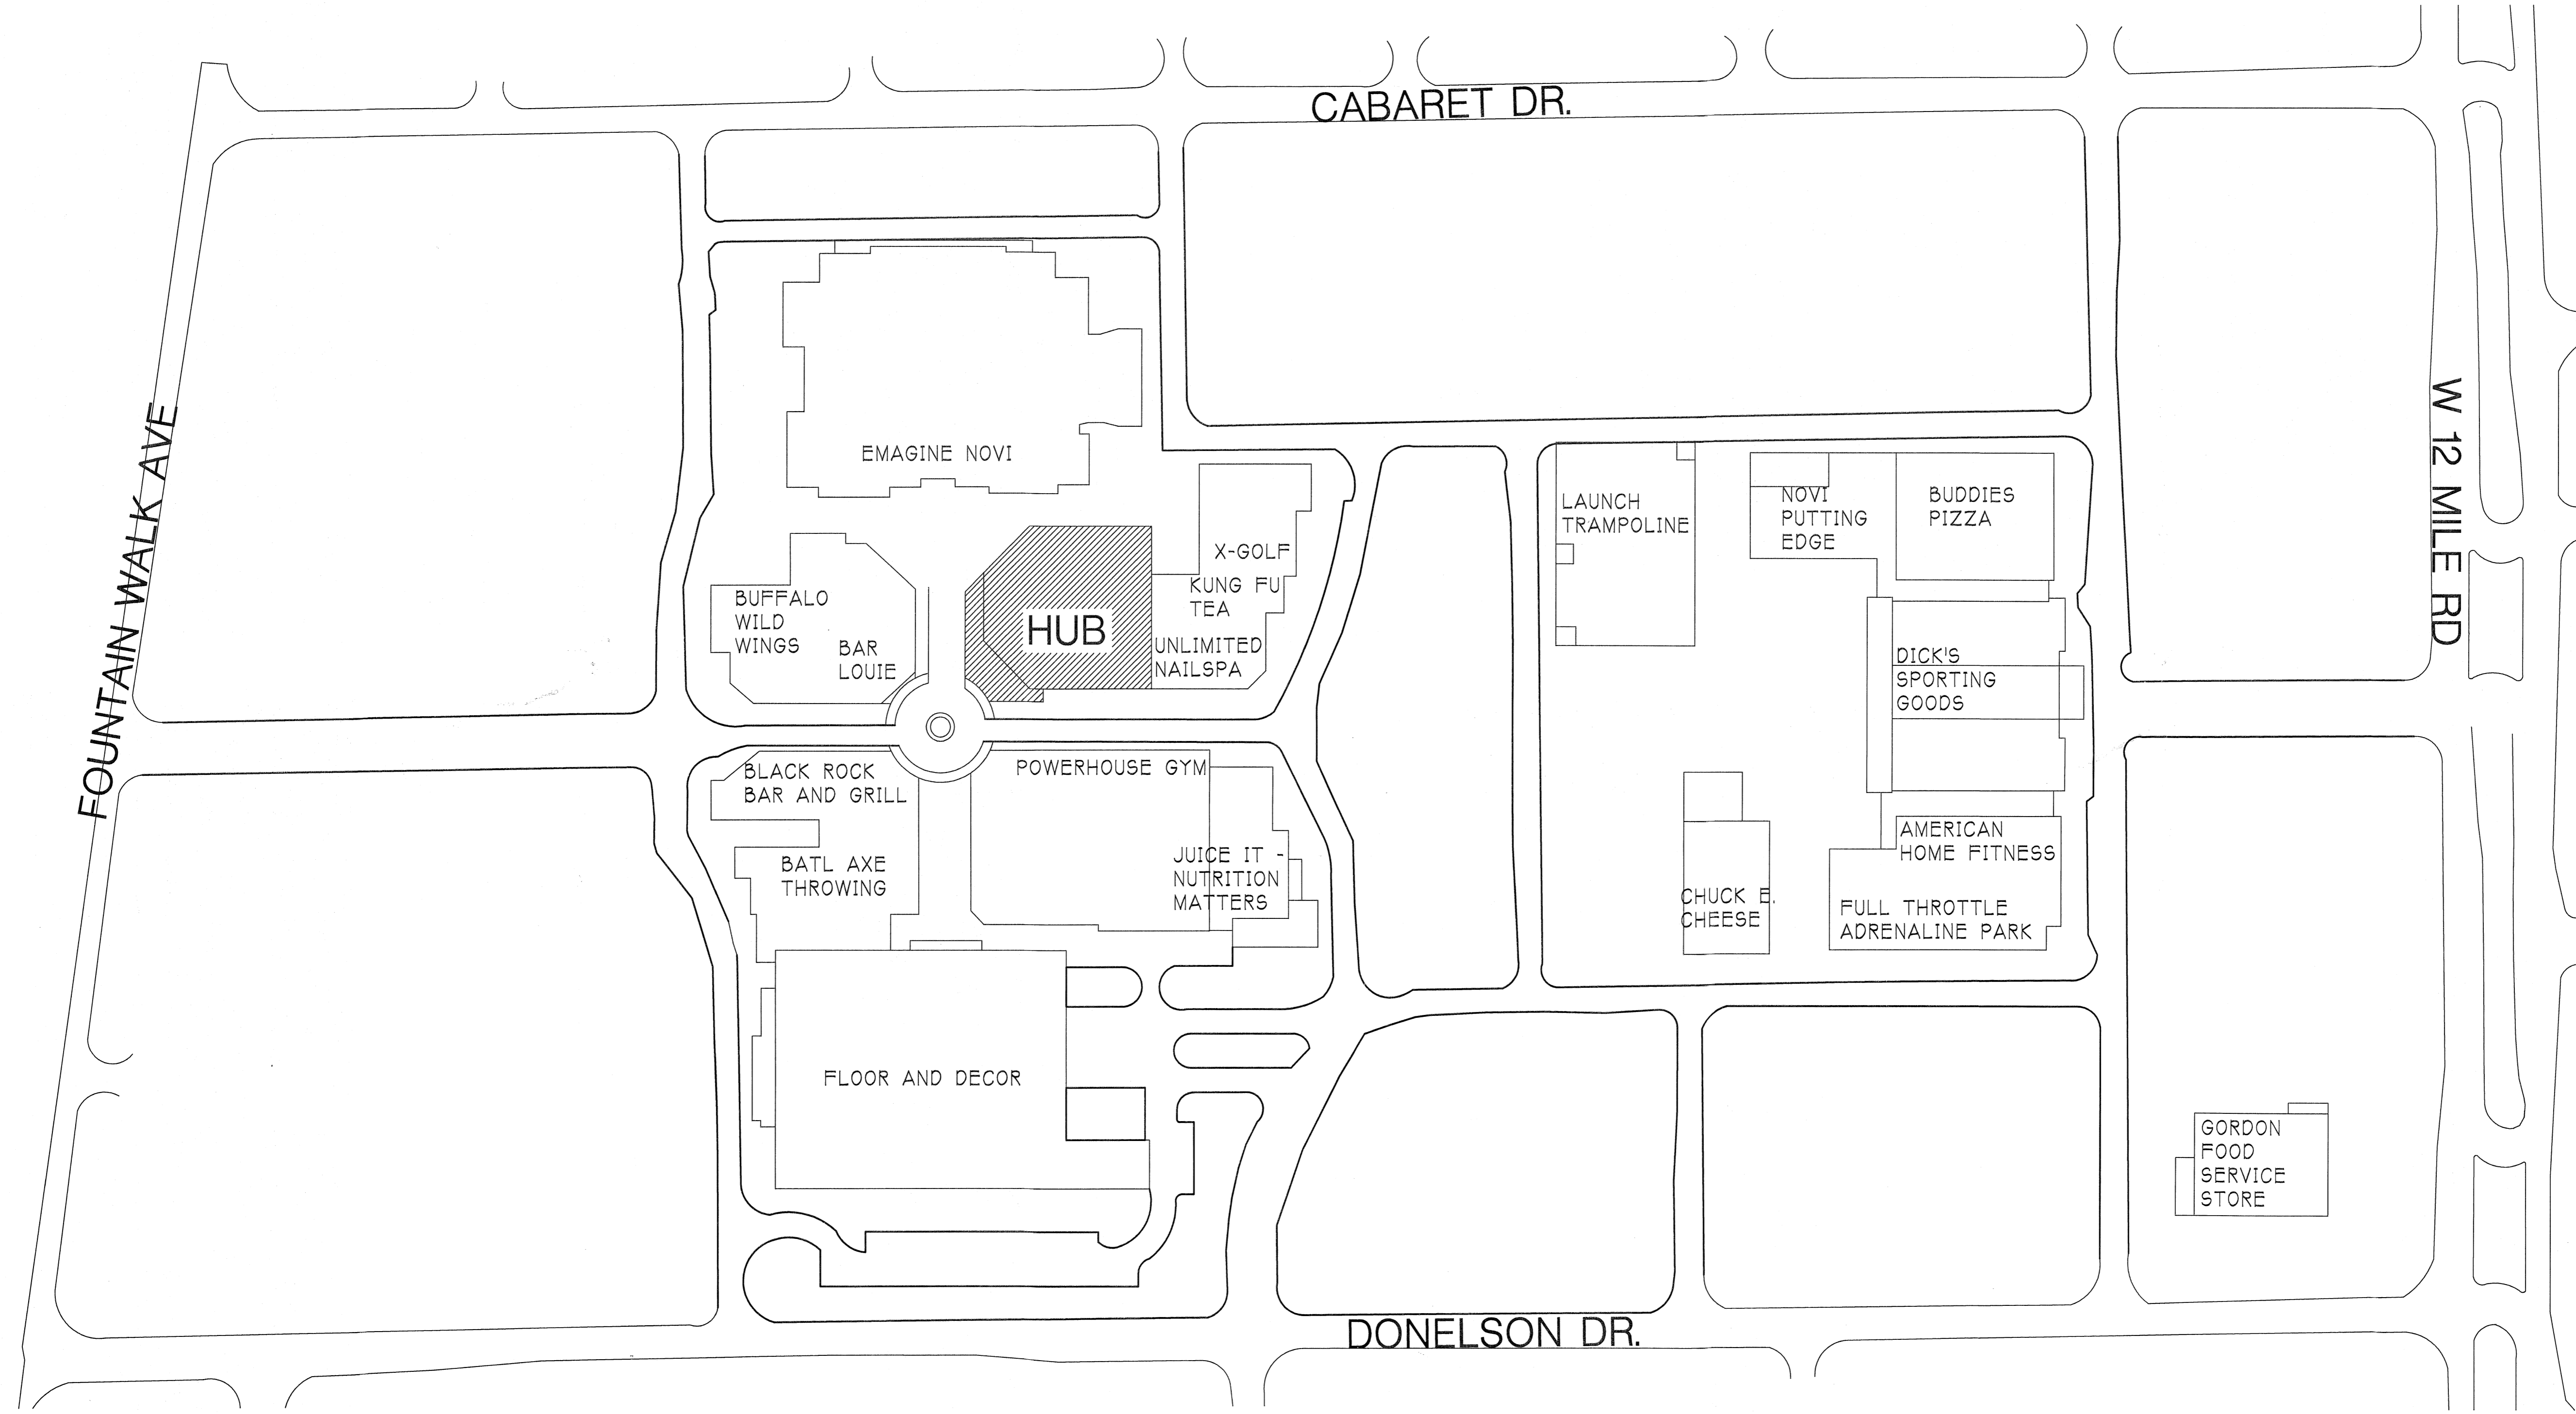 CABARET DR.
FOUNTAIN WALK AVE
W 12 MILE RD
EMAGINE NOVI
LAUNCH
TRAMPOLINE
NOVI
PUTTING
EDGE
BUDDIES
PIZZA
X-GOLF
KUNG FU
TEA
UNLIMITED
NAILSPA
BUFFALO
WILD
WINGS
BAR
LOUIE
HUB
DICK'S
SPORTING
GOODS
BLACK ROCK
BAR AND GRILL
POWERHOUSE GYM
BATL AXE
THROWING
JUICE IT -
NUTRITION
MATTERS
AMERICAN
HOME FITNESS
CHUCK E.
CHEESE
FULL THROTTLE
ADRENALINE PARK
FLOOR AND DECOR
GORDON
FOOD
SERVICE
STORE
DONELSON DR.